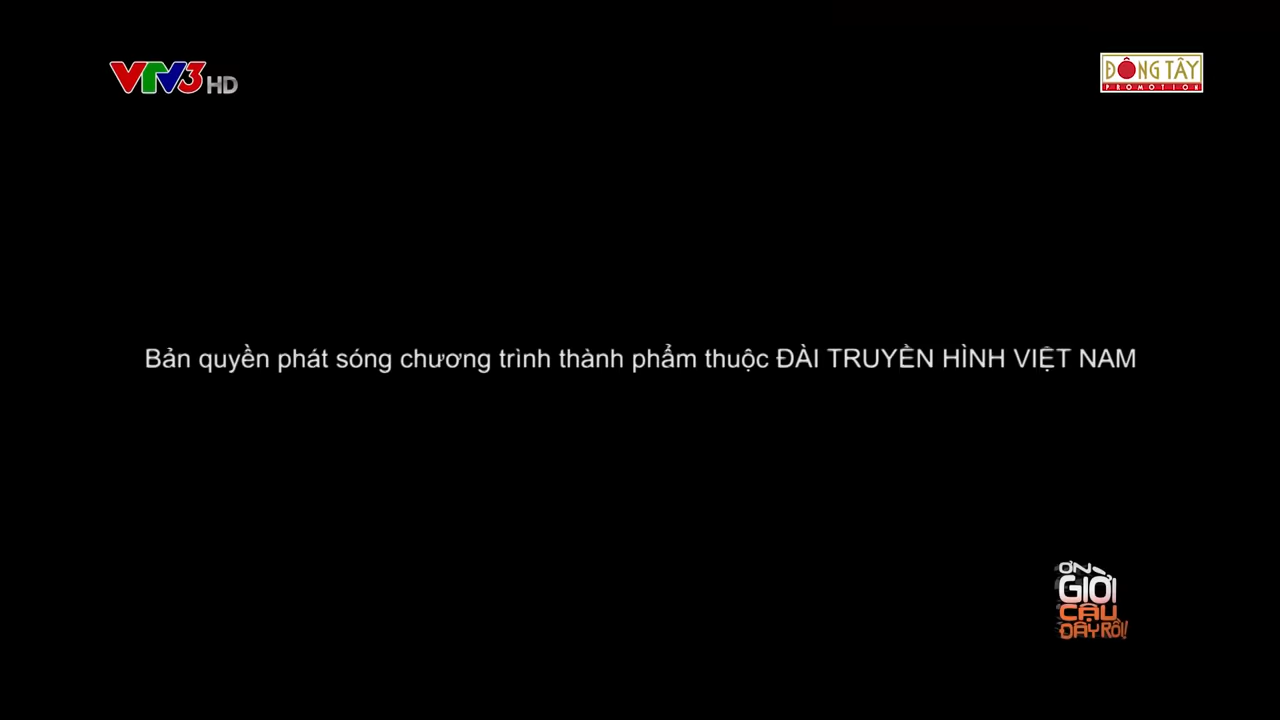 VTV3 HD
ĐÔNG TÂY
PROMOTION
Bản quyền phát sóng chương trình thành phẩm thuộc ĐÀI TRUYỀN HÌNH VIỆT NAM
ƠN
GIỜI
CẬU
ĐÂY RỒI!